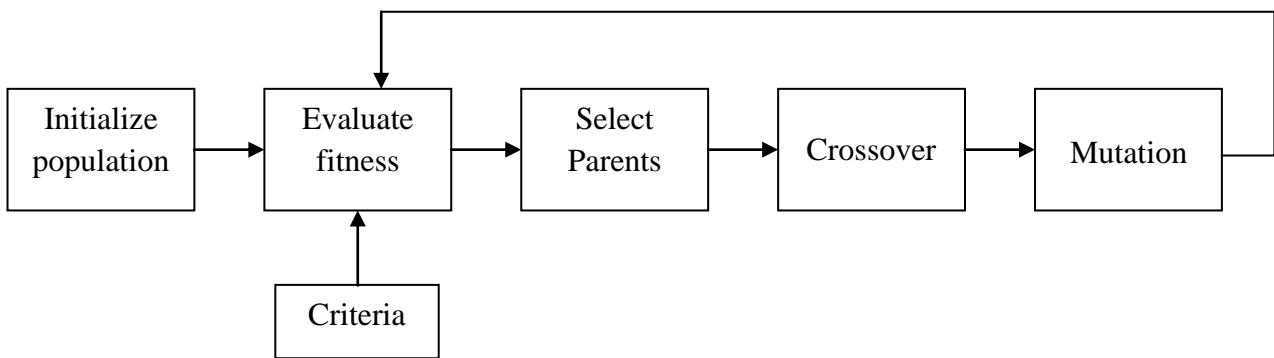 Initialize
population
Evaluate
fitness
Select
Parents
Crossover
Mutation
Criteria